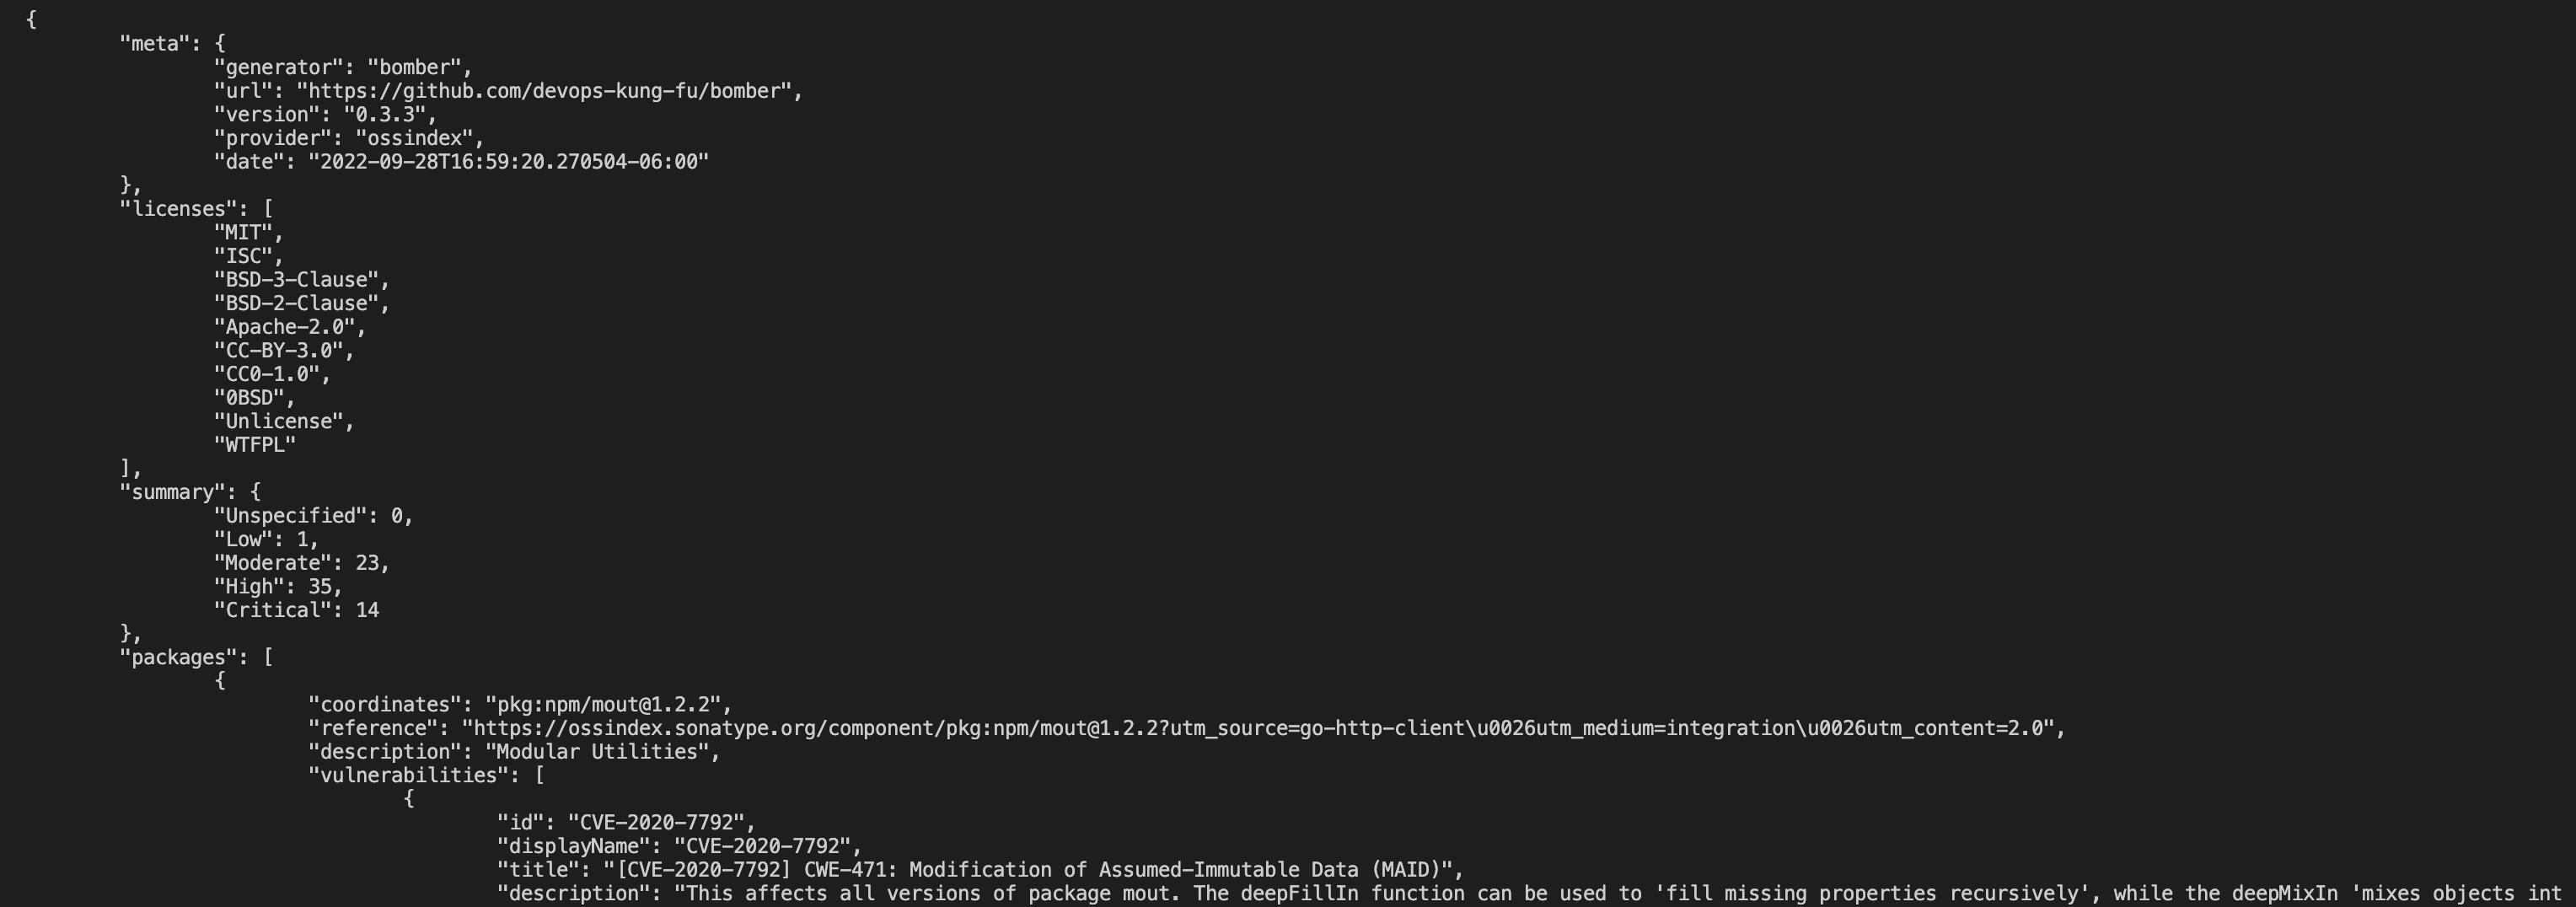 {
"meta": {
"generator": "bomber",
"url": "https://github.com/devops-kung-fu/bomber",
"version": "0.3.3",
"provider": "ossindex",
"date": "2022-09-28T16:59:20.270504-06:00"
},
"licenses": [
"MIT",
"ISC",
"BSD-3-Clause",
"BSD-2-Clause",
"Apache-2.0",
"CC-BY-3.0",
"CC0-1.0",
"0BSD",
"Unlicense",
"WTFPL"
],
"summary": {
"Unspecified": 0,
"Low": 1,
"Moderate": 23,
"High": 35,
"Critical": 14
},
"packages": [
{
"coordinates": "pkg:npm/mout@1.2.2",
"reference": "https://ossindex.sonatype.org/component/pkg:npm/mout@1.2.2?utm_source=go-http-client\u0026utm_medium=integration\u0026utm_content=2.0",
"description": "Modular Utilities",
"vulnerabilities": [
{
"id": "CVE-2020-7792",
"displayName": "CVE-2020-7792",
"title": "[CVE-2020-7792] CWE-471: Modification of Assumed-Immutable Data (MAID)",
"description": "This affects all versions of package mout. The deepFillIn function can be used to 'fill missing properties recursively', while the deepMixIn 'mixes objects int